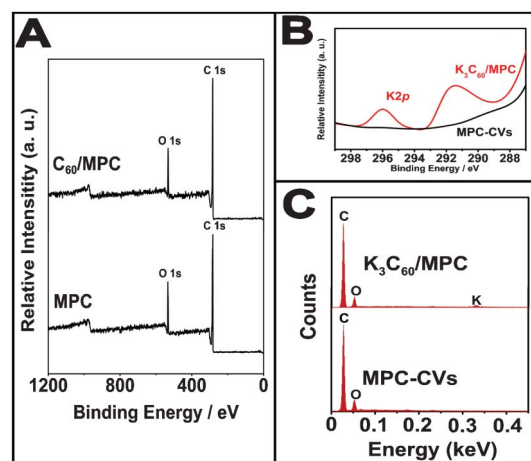 A
Relative Intensitity (a. u.)
C 1s
O 1s
C₆₀/MPC
C 1s
O 1s
MPC
1200 800 400 0
Binding Energy / eV
B
Relative Intensitity (a. u.)
K2p
K₃C₆₀/MPC
MPC-CVs
298 296 294 292 290 288
Binding Energy / eV
C
Counts
C
K₃C₆₀/MPC
O
K
C
MPC-CVs
O
0 0.1 0.2 0.3 0.4
Energy (keV)